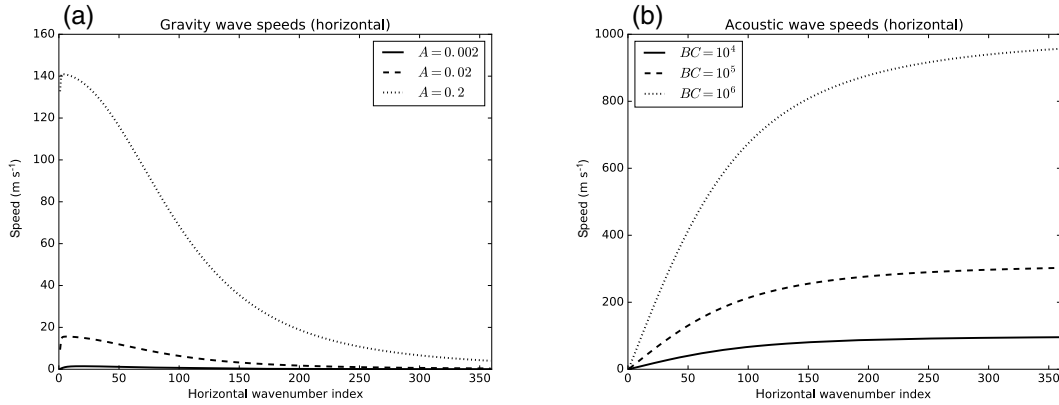 (a)
Gravity wave speeds (horizontal)
160
140
120
100
80
60
40
20
0
Speed (m s⁻¹)
A = 0.002
A = 0.02
A = 0.2
0 50 100 150 200 250 300 350
Horizontal wavenumber index
(b)
Acoustic wave speeds (horizontal)
1000
800
600
400
200
0
Speed (m s⁻¹)
BC = 10⁴
BC = 10⁵
BC = 10⁶
0 50 100 150 200 250 300 350
Horizontal wavenumber index